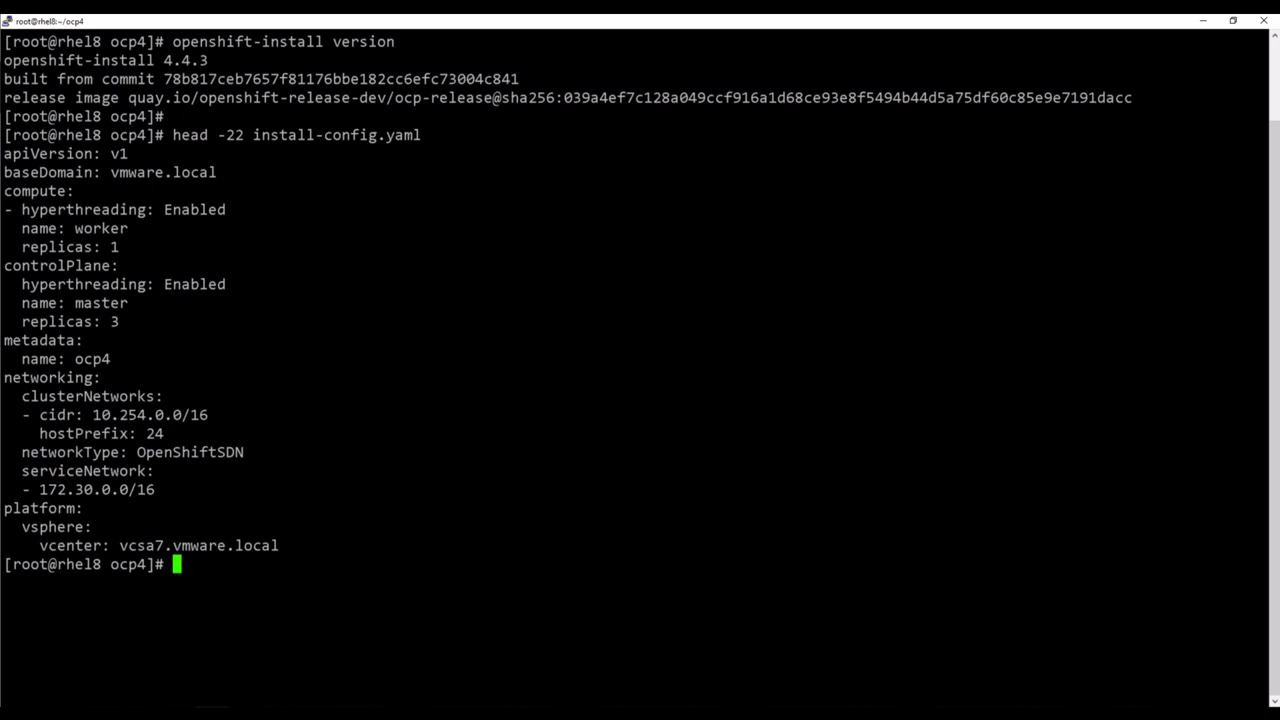 root@rhel8:~/ocp4
[root@rhel8 ocp4]# openshift-install version
openshift-install 4.4.3
built from commit 78b817ceb7657f81176bbe182cc6efc73004c841
release image quay.io/openshift-release-dev/ocp-release@sha256:039a4ef7c128a049ccf916a1d68ce93e8f5494b44d5a75df60c85e9e7191dacc
[root@rhel8 ocp4]#
[root@rhel8 ocp4]# head -22 install-config.yaml
apiVersion: v1
baseDomain: vmware.local
compute:
- hyperthreading: Enabled
  name: worker
  replicas: 1
controlPlane:
  hyperthreading: Enabled
  name: master
  replicas: 3
metadata:
  name: ocp4
networking:
  clusterNetworks:
  - cidr: 10.254.0.0/16
    hostPrefix: 24
  networkType: OpenShiftSDN
  serviceNetwork:
  - 172.30.0.0/16
platform:
  vsphere:
    vcenter: vcsa7.vmware.local
[root@rhel8 ocp4]#